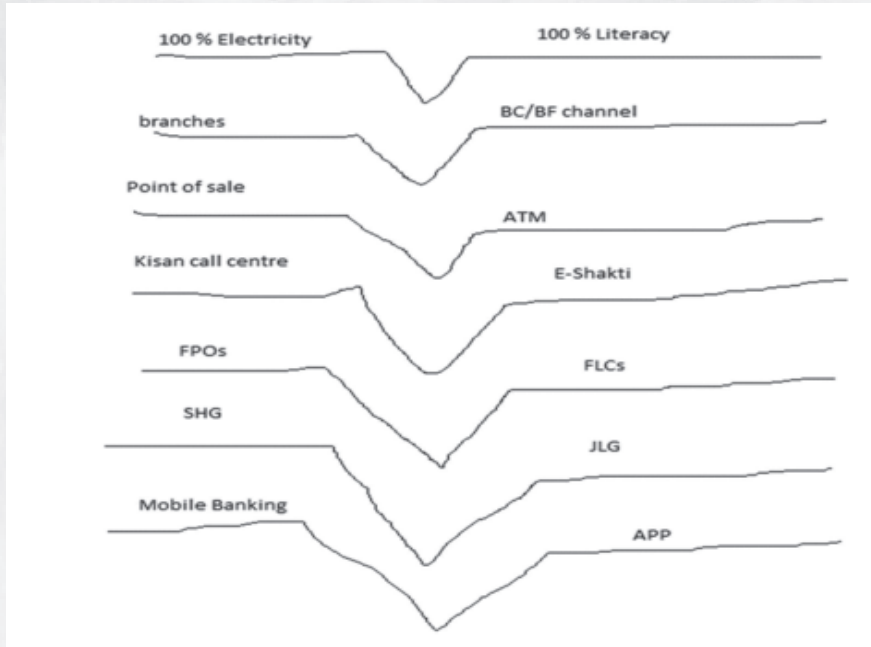 100 % Electricity 100 % Literacy
branches BC/BF channel
Point of sale ATM
Kisan call centre E-Shakti
FPOs FLCs
SHG JLG
Mobile Banking APP